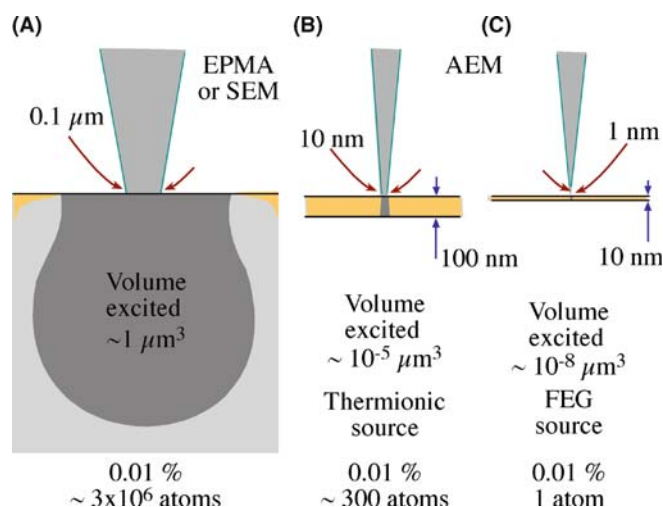 (A)
EPMA
or SEM
0.1 μm
Volume
excited
~1 μm³
0.01 %
~ 3x10⁶ atoms
(B)
AEM
10 nm
100 nm
Volume
excited
~ 10⁻⁵ μm³
Thermionic
source
0.01 %
~ 300 atoms
(C)
1 nm
10 nm
Volume
excited
~ 10⁻⁸ μm³
FEG
source
0.01 %
1 atom